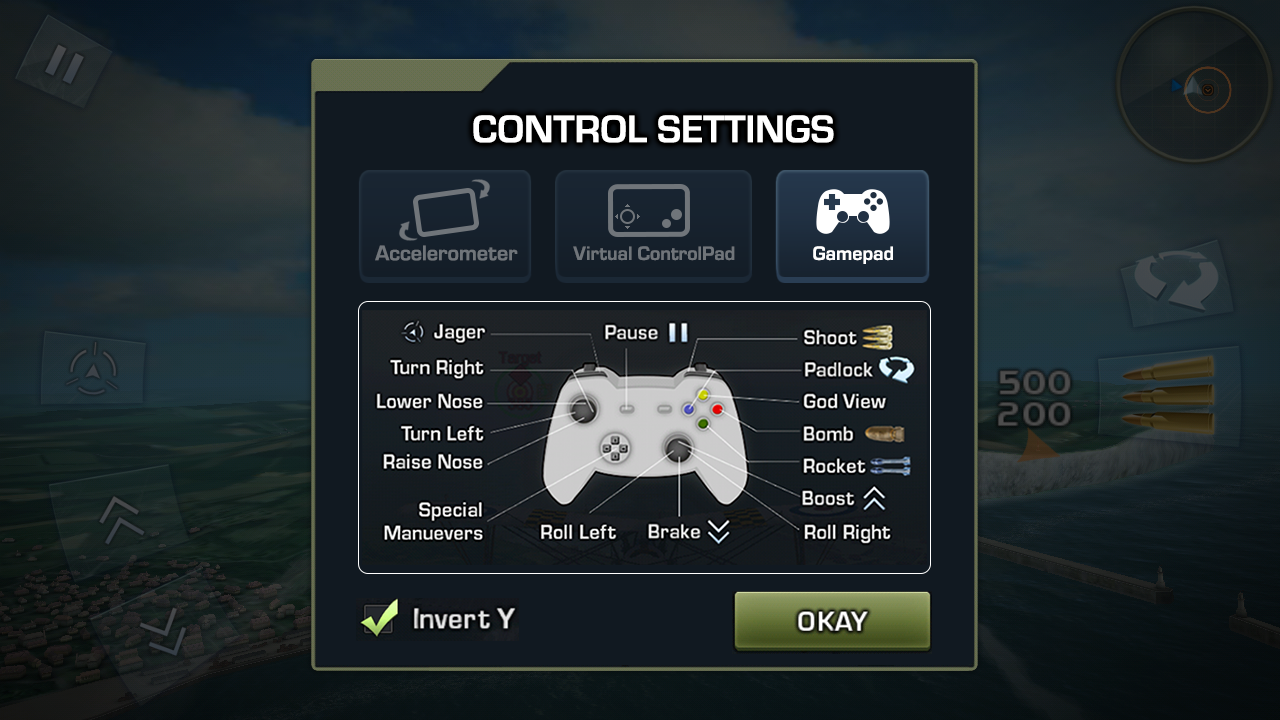 CONTROL SETTINGS
Accelerometer
Virtual ControlPad
Gamepad
Jager
Pause
Shoot
Turn Right
Target
Padlock
Lower Nose
God View
Turn Left
Bomb
Raise Nose
Rocket
Boost
Special
Manuevers
Roll Left
Brake
Roll Right
500
200
Invert Y
OKAY